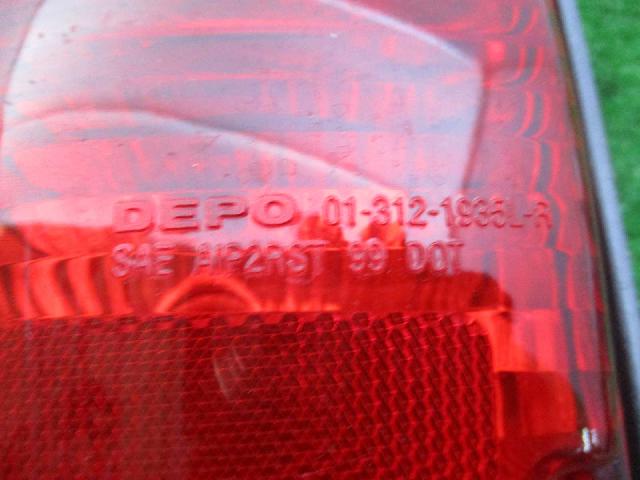 DEPO 01-312-1935L-R
SAE AIP2RST 99 DOT